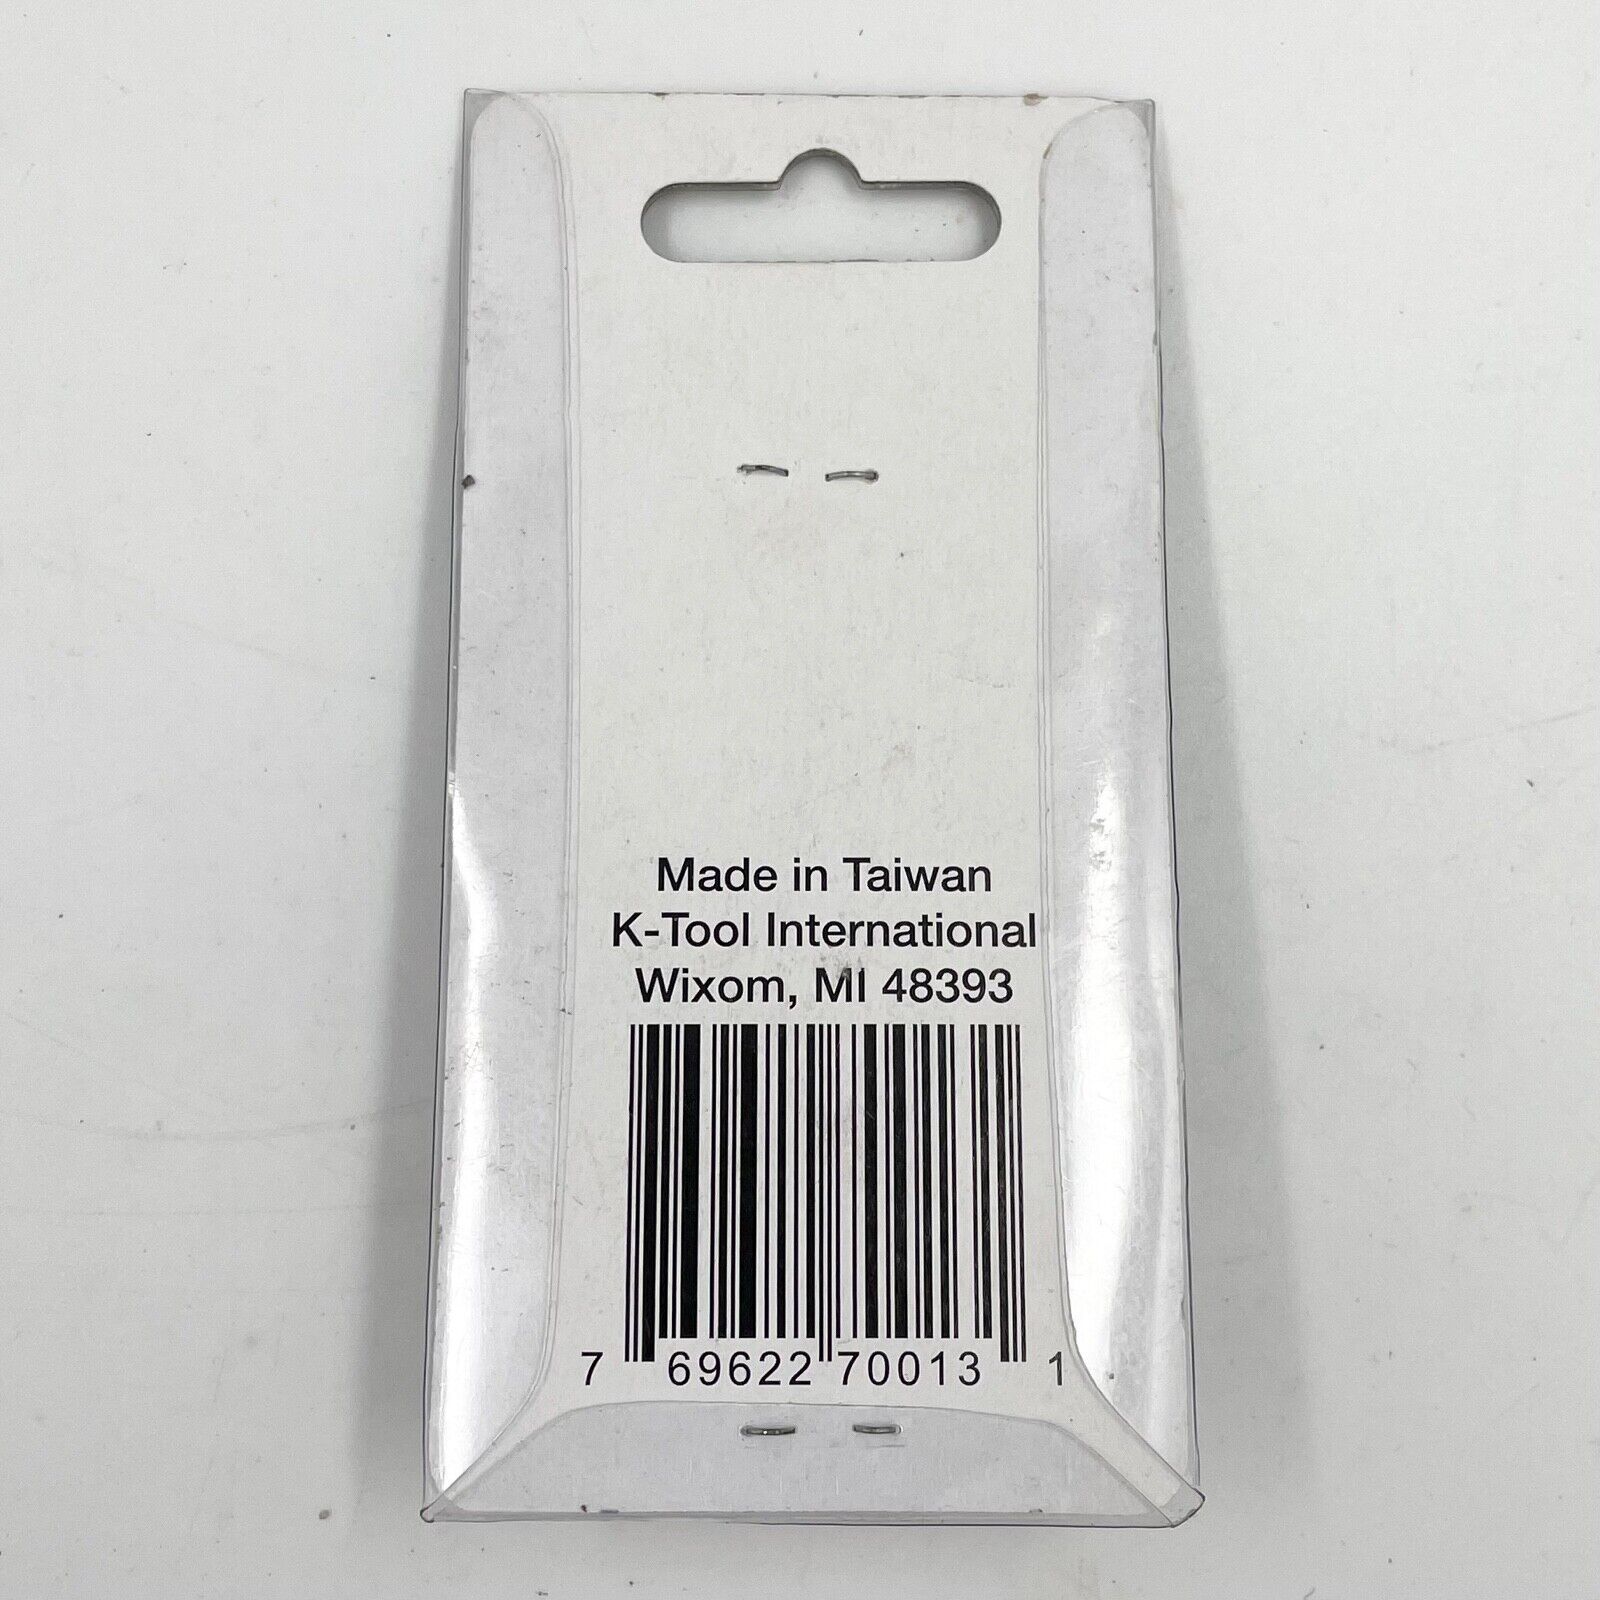 Made in Taiwan
K-Tool International
Wixom, MI 48393
7 69622 70013 1